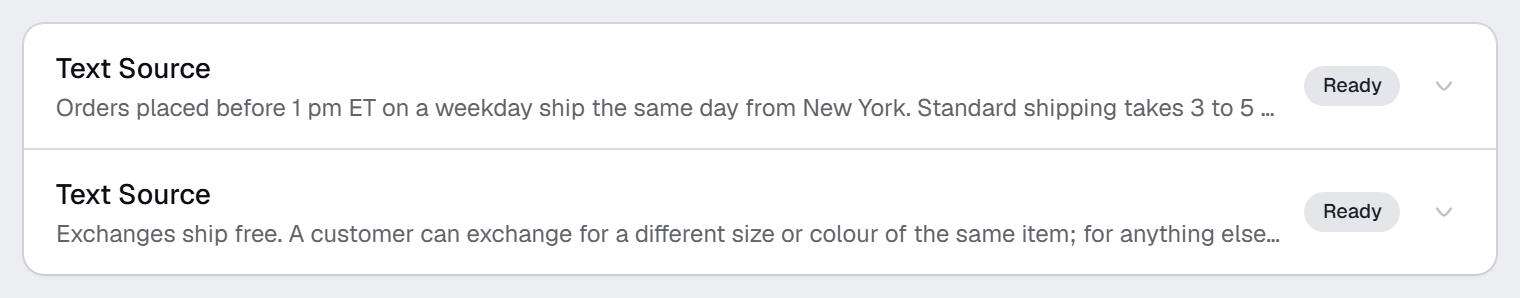 Text Source
Orders placed before 1 pm ET on a weekday ship the same day from New York. Standard shipping takes 3 to 5 ...
Ready
Text Source
Exchanges ship free. A customer can exchange for a different size or colour of the same item; for anything else...
Ready